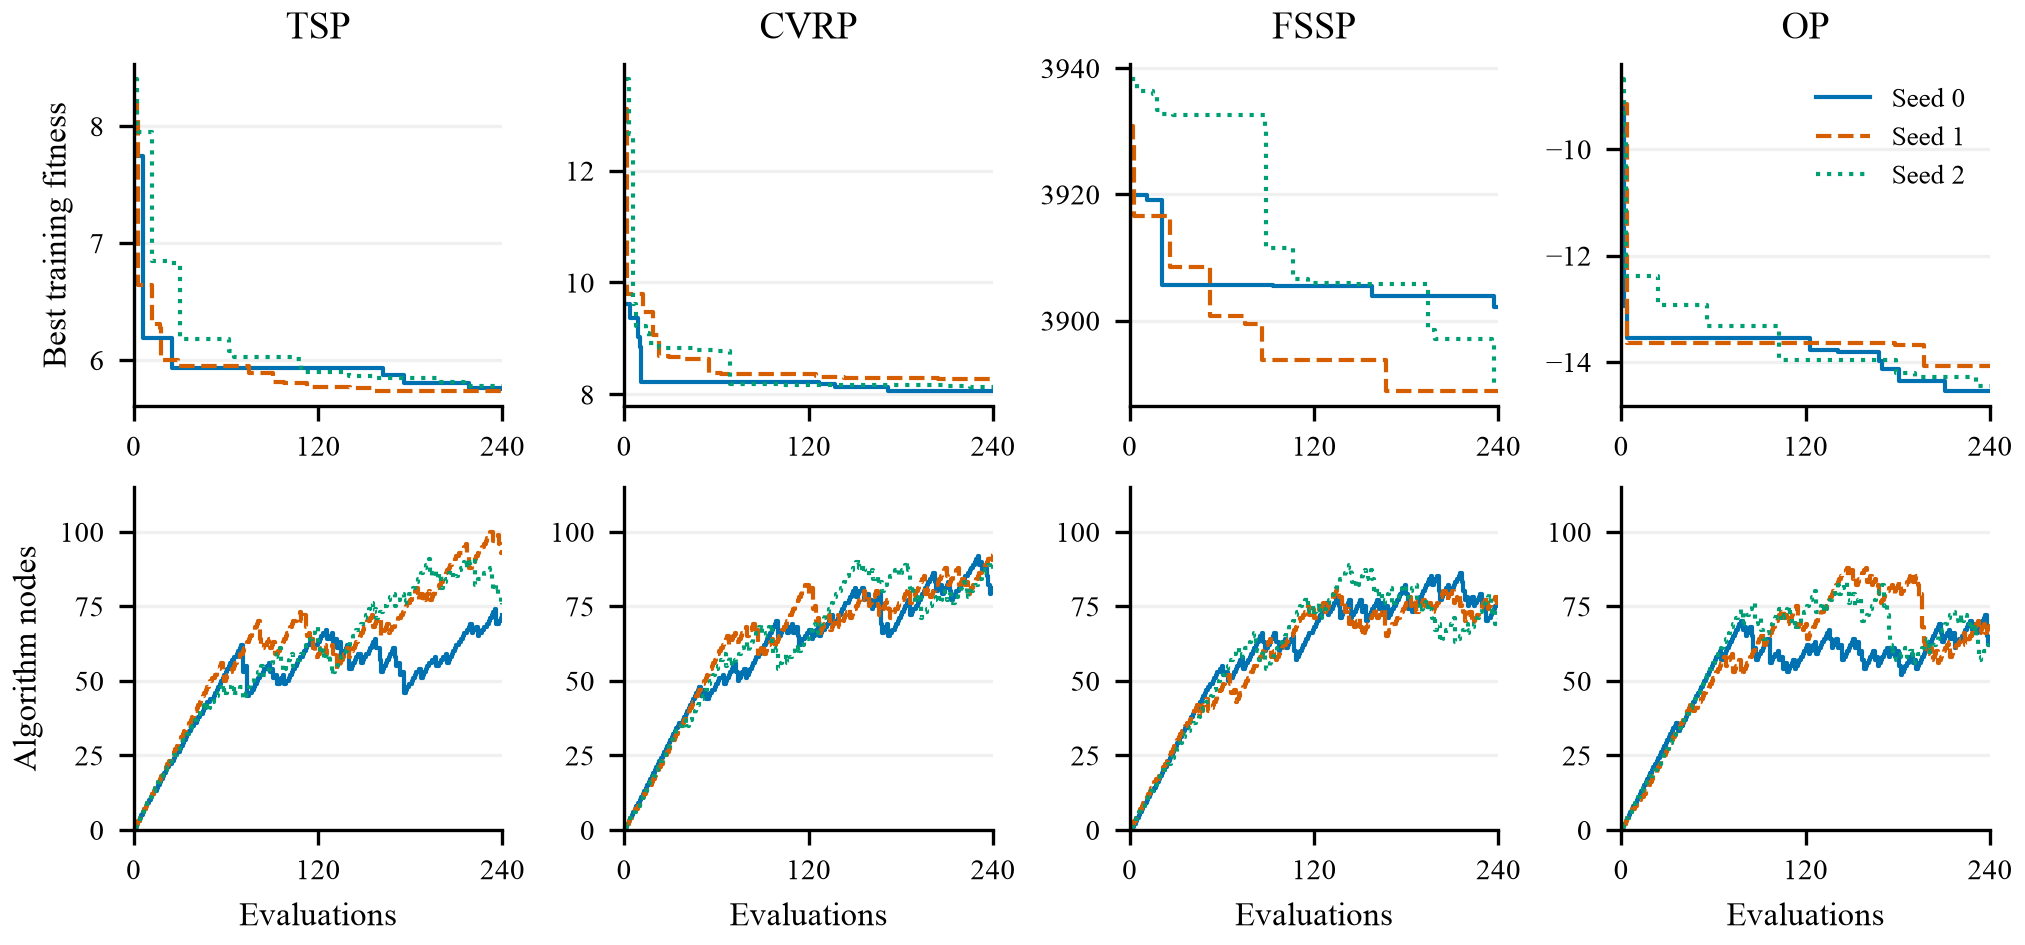 TSP
CVRP
FSSP
OP
Best training fitness
8
7
6
0 120 240
12
10
8
0 120 240
3940
3920
3900
0 120 240
−10
−12
−14
0 120 240
Seed 0
Seed 1
Seed 2
Algorithm nodes
100
75
50
25
0
0 120 240
Evaluations
100
75
50
25
0
0 120 240
Evaluations
100
75
50
25
0
0 120 240
Evaluations
100
75
50
25
0
0 120 240
Evaluations